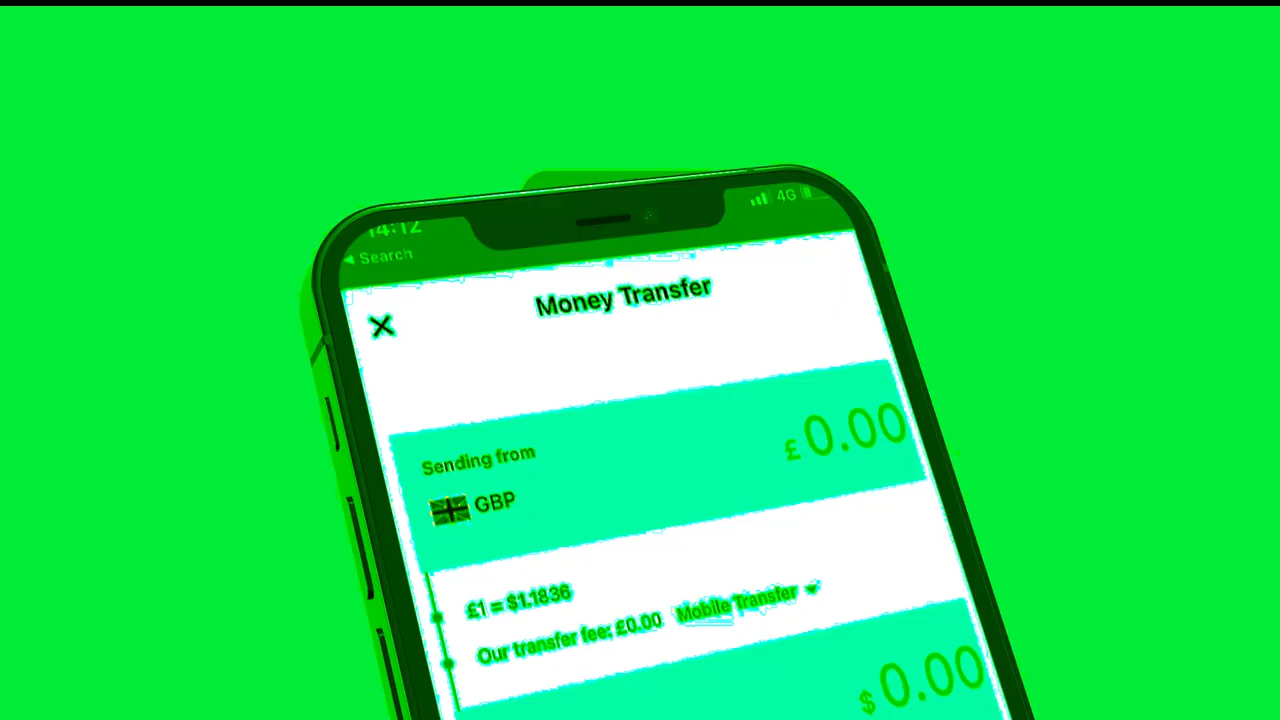 14:12
4G
◀ Search
Money Transfer
£0.00
Sending from
GBP
£1 = $1.1836
Our transfer fee: £0.00 Mobile Transfer
$0.00